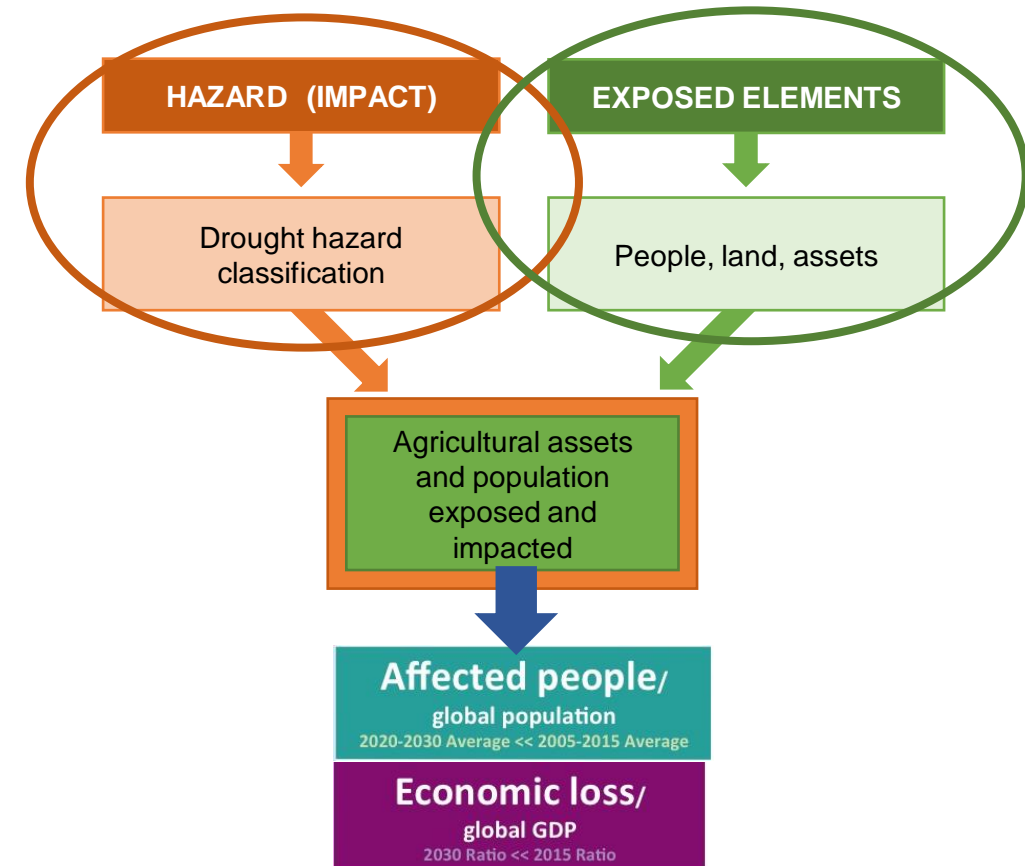 HAZARD (IMPACT)
EXPOSED ELEMENTS
Drought hazard
classification
People, land, assets
Agricultural assets
and population
exposed and
impacted
Affected people/
global population
2020-2030 Average << 2005-2015 Average
Economic loss/
global GDP
2030 Ratio << 2015 Ratio